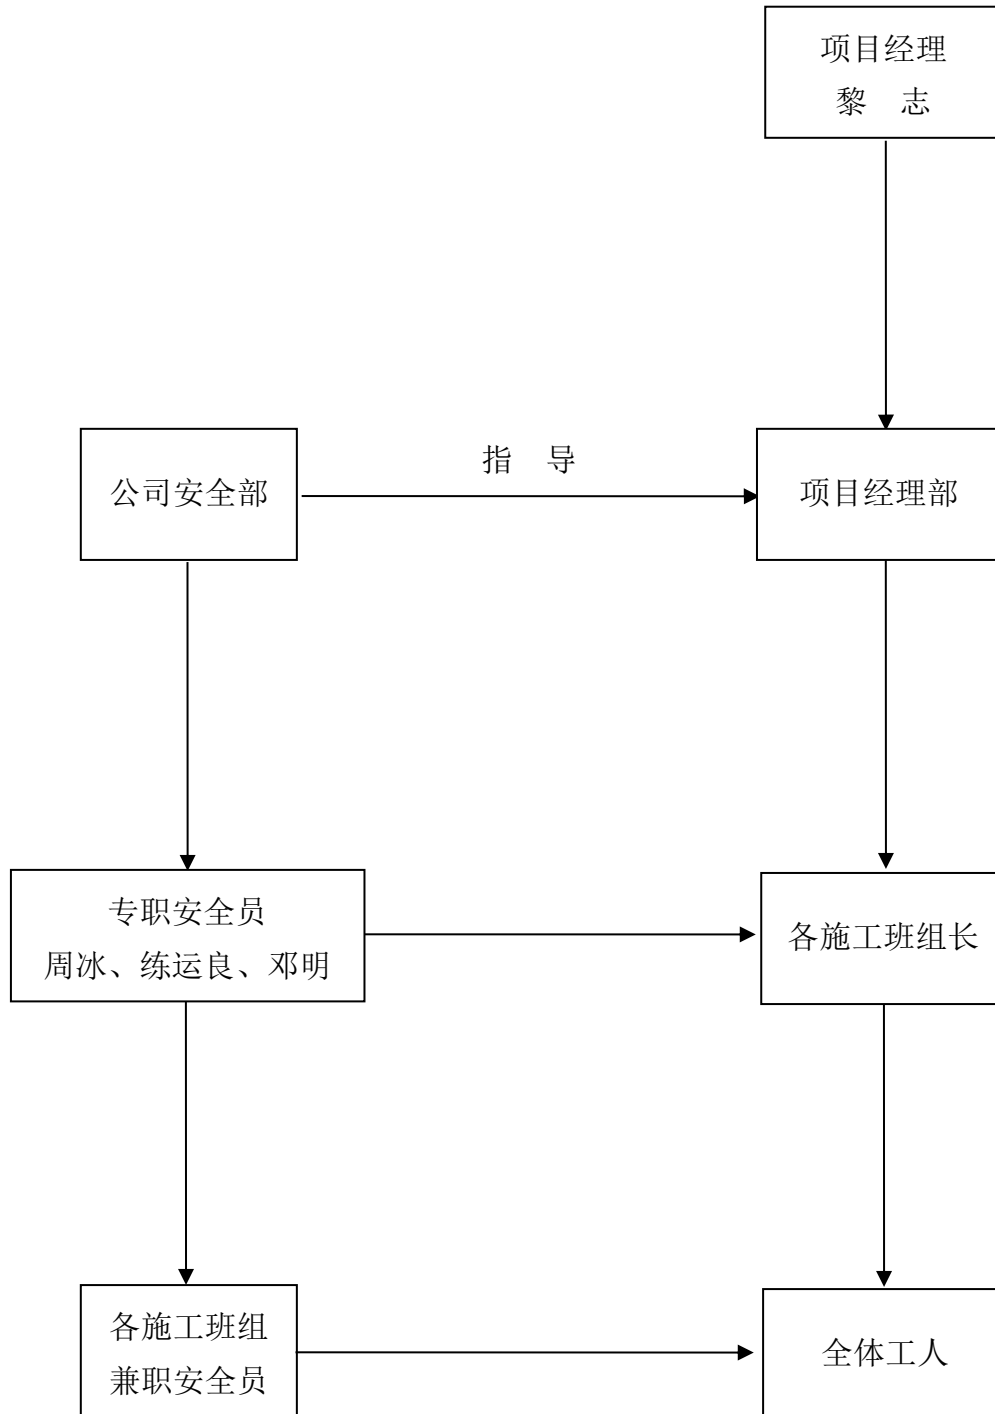 项目经理
黎 志
指 导
公司安全部
项目经理部
专职安全员
周冰、练运良、邓明
各施工班组长
各施工班组
兼职安全员
全体工人